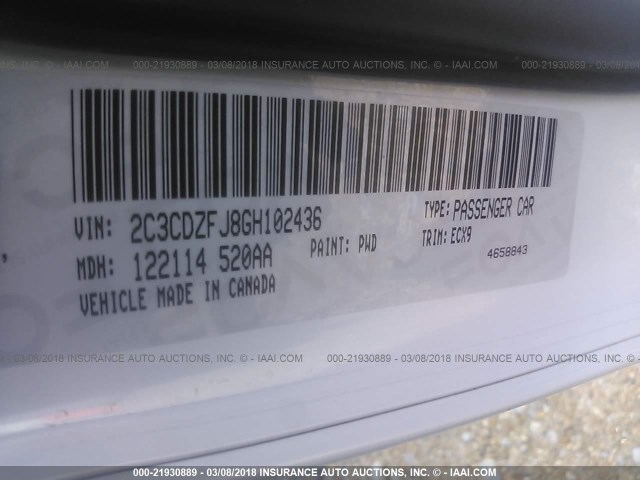 000-21930889 - 03/08/2018 INSURANCE AUTO AUCTIONS, INC. © - IAAI.COM
VIN: 2C3CDZFJ8GH102436 TYPE: PASSENGER CAR
MDH: 122114 520AA PAINT: PWD TRIM: ECX9
4658843
VEHICLE MADE IN CANADA
03/08/2018 INSURANCE AUTO AUCTIONS, INC. © - IAAI.COM 000-21930889 - 03/08/2018 INSURANCE AUTO AUCTIONS, INC. © - IAAI.COM
000-21930889 - 03/08/2018 INSURANCE AUTO AUCTIONS, INC. © - IAAI.COM